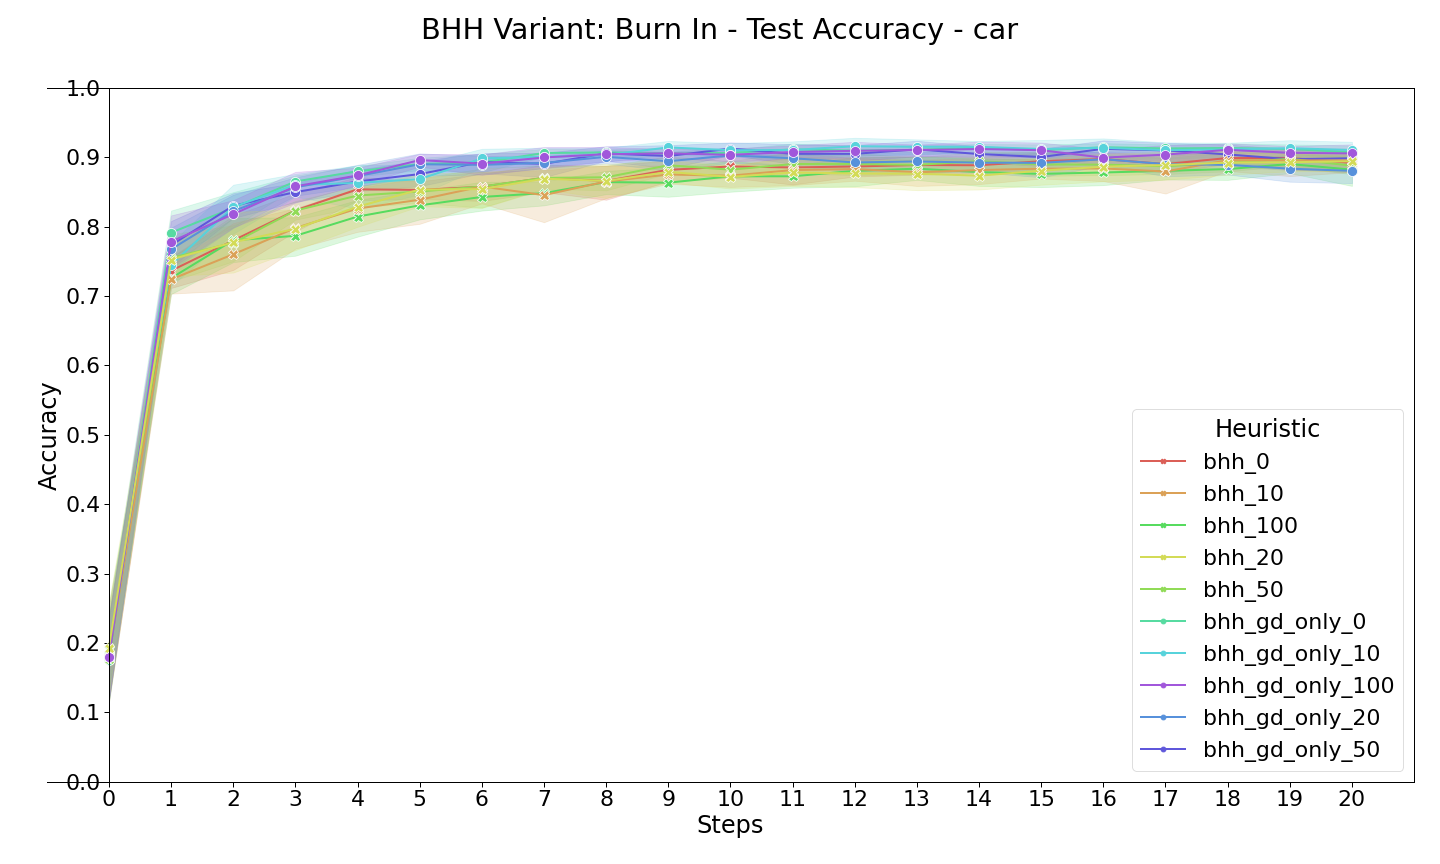 BHH Variant: Burn In - Test Accuracy - car
1.0
0.9
0.8
0.7
0.6
0.5
0.4
0.3
0.2
0.1
0.0
Accuracy
Heuristic
bhh_0
bhh_10
bhh_100
bhh_20
bhh_50
bhh_gd_only_0
bhh_gd_only_10
bhh_gd_only_100
bhh_gd_only_20
bhh_gd_only_50
0 1 2 3 4 5 6 7 8 9 10 11 12 13 14 15 16 17 18 19 20
Steps